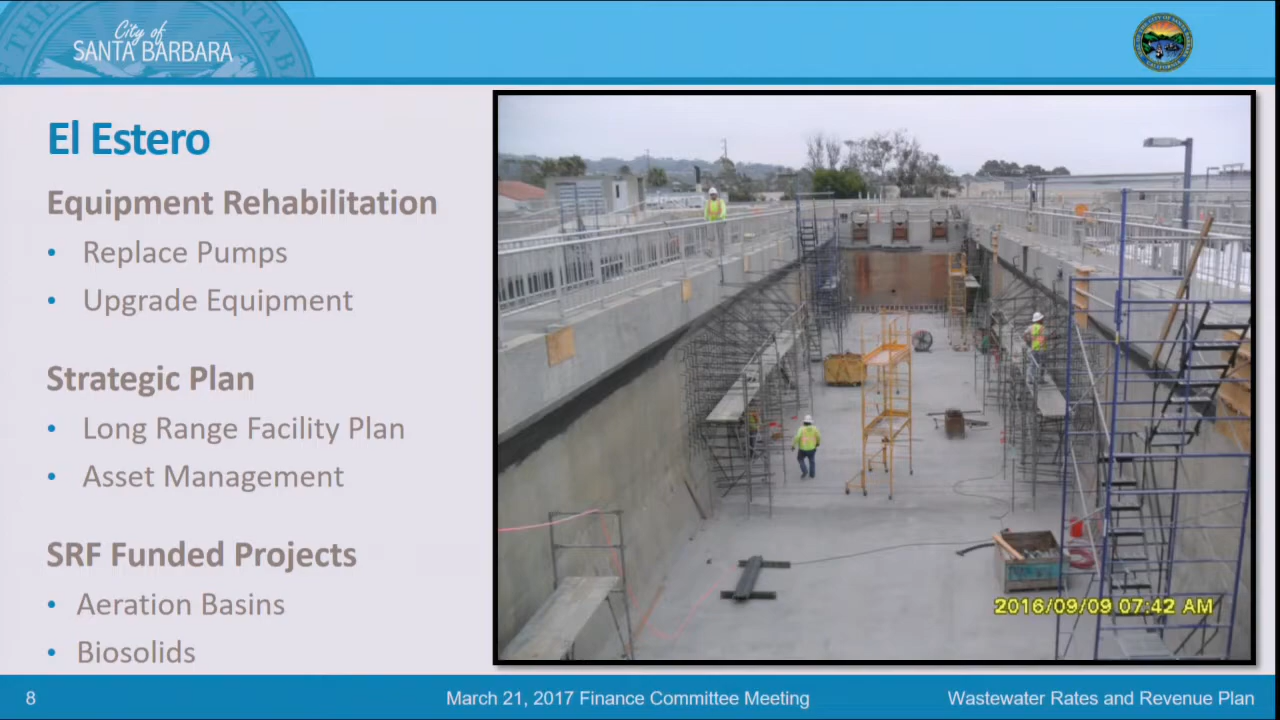 City of
SANTA BARBARA
El Estero
Equipment Rehabilitation
• Replace Pumps
• Upgrade Equipment
Strategic Plan
• Long Range Facility Plan
• Asset Management
SRF Funded Projects
• Aeration Basins
• Biosolids
2016/09/09 07:42 AM
8
March 21, 2017 Finance Committee Meeting
Wastewater Rates and Revenue Plan